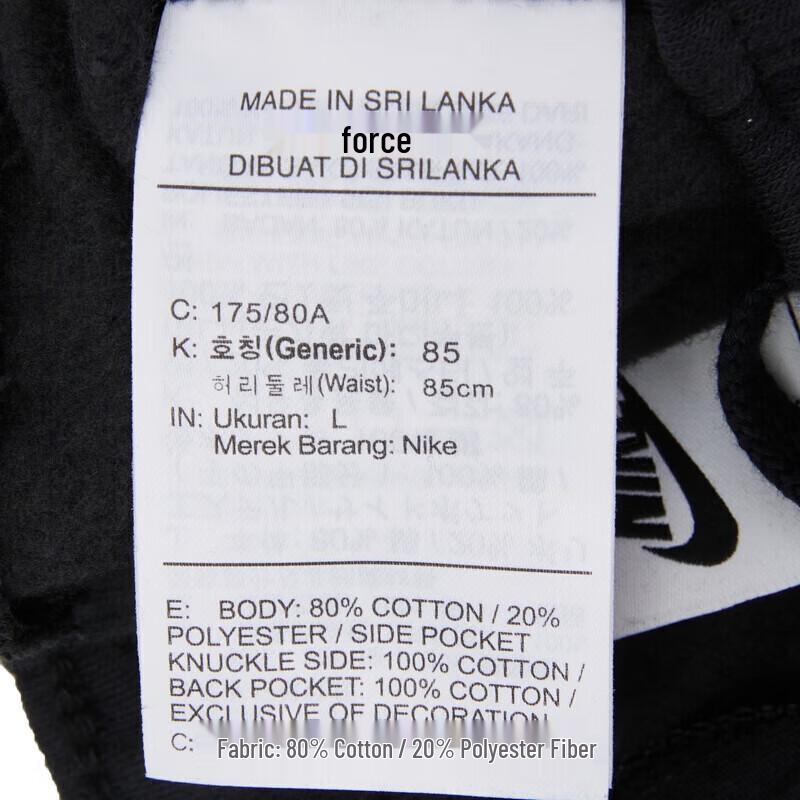 MADE IN SRI LANKA
force
DIBUAT DI SRILANKA
C: 175/80A
K: 호칭(Generic): 85
허리둘레(Waist): 85cm
IN: Ukuran: L
Merek Barang: Nike
E: BODY: 80% COTTON / 20%
POLYESTER / SIDE POCKET
KNUCKLE SIDE: 100% COTTON /
BACK POCKET: 100% COTTON /
EXCLUSIVE OF DECORATION
C: Fabric: 80% Cotton / 20% Polyester Fiber